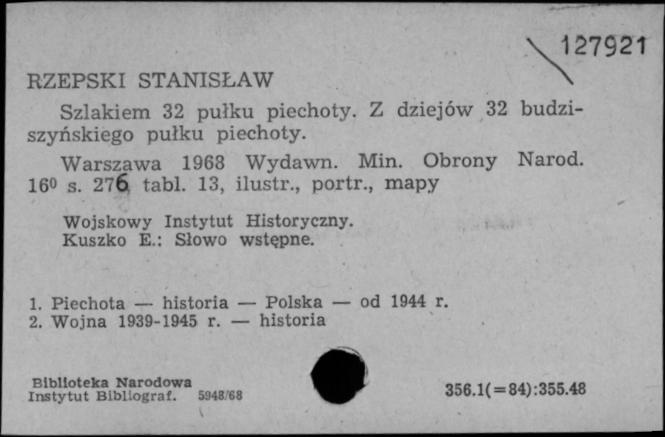 127921
RZEPSKI STANISŁAW
Szlakiem 32 pułku piechoty. Z dziejów 32 budzi-
szyńskiego pułku piechoty.
Warszawa 1968 Wydawn. Min. Obrony Narod.
16⁰ s. 276 tabl. 13, ilustr., portr., mapy
Wojskowy Instytut Historyczny.
Kuszko E.: Słowo wstępne.
1. Piechota — historia — Polska — od 1944 r.
2. Wojna 1939-1945 r. — historia
Biblioteka Narodowa
Instytut Bibliograf. 5948/68
356.1(=84):355.48